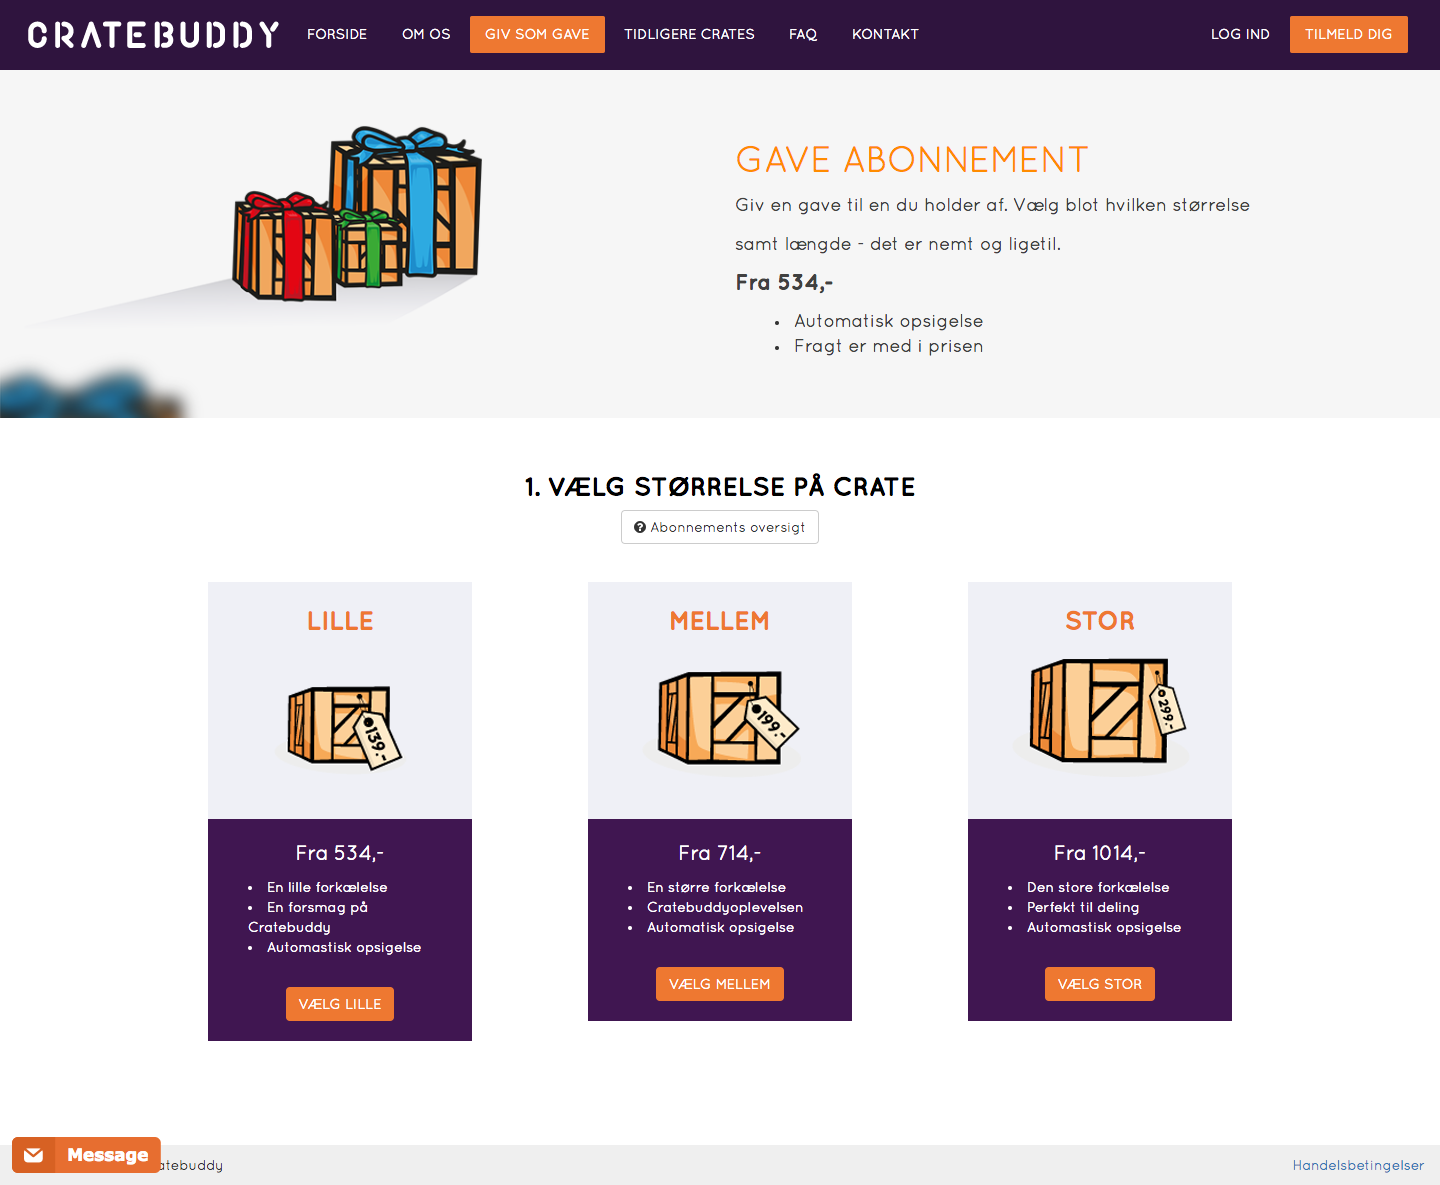 CRATEBUDDY
FORSIDE
OM OS
GIV SOM GAVE
TIDLIGERE CRATES
FAQ
KONTAKT
LOG IND
TILMELD DIG
GAVE ABONNEMENT
Giv en gave til en du holder af. Vælg blot hvilken størrelse
samt længde - det er nemt og ligetil.
Fra 534,-
• Automatisk opsigelse
• Fragt er med i prisen
1. VÆLG STØRRELSE PÅ CRATE
Abonnements oversigt
LILLE
139.-
Fra 534,-
• En lille forkælelse
• En forsmag på
Cratebuddy
• Automastisk opsigelse
VÆLG LILLE
MELLEM
199.-
Fra 714,-
• En større forkælelse
• Cratebuddyoplevelsen
• Automatisk opsigelse
VÆLG MELLEM
STOR
299.-
Fra 1014,-
• Den store forkælelse
• Perfekt til deling
• Automastisk opsigelse
VÆLG STOR
Message
atebuddy
Handelsbetingelser